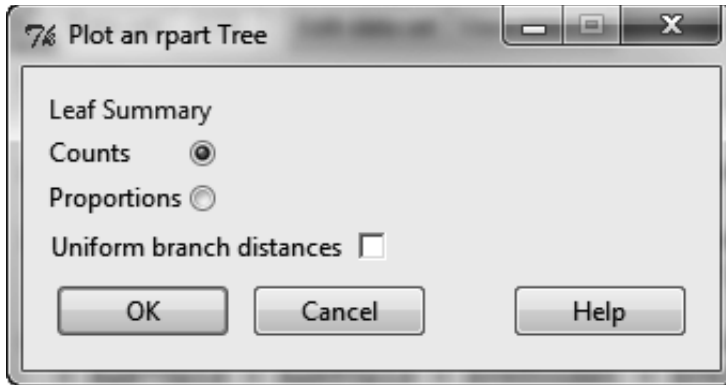 Plot an rpart Tree
Leaf Summary
Counts
Proportions
Uniform branch distances
OK
Cancel
Help